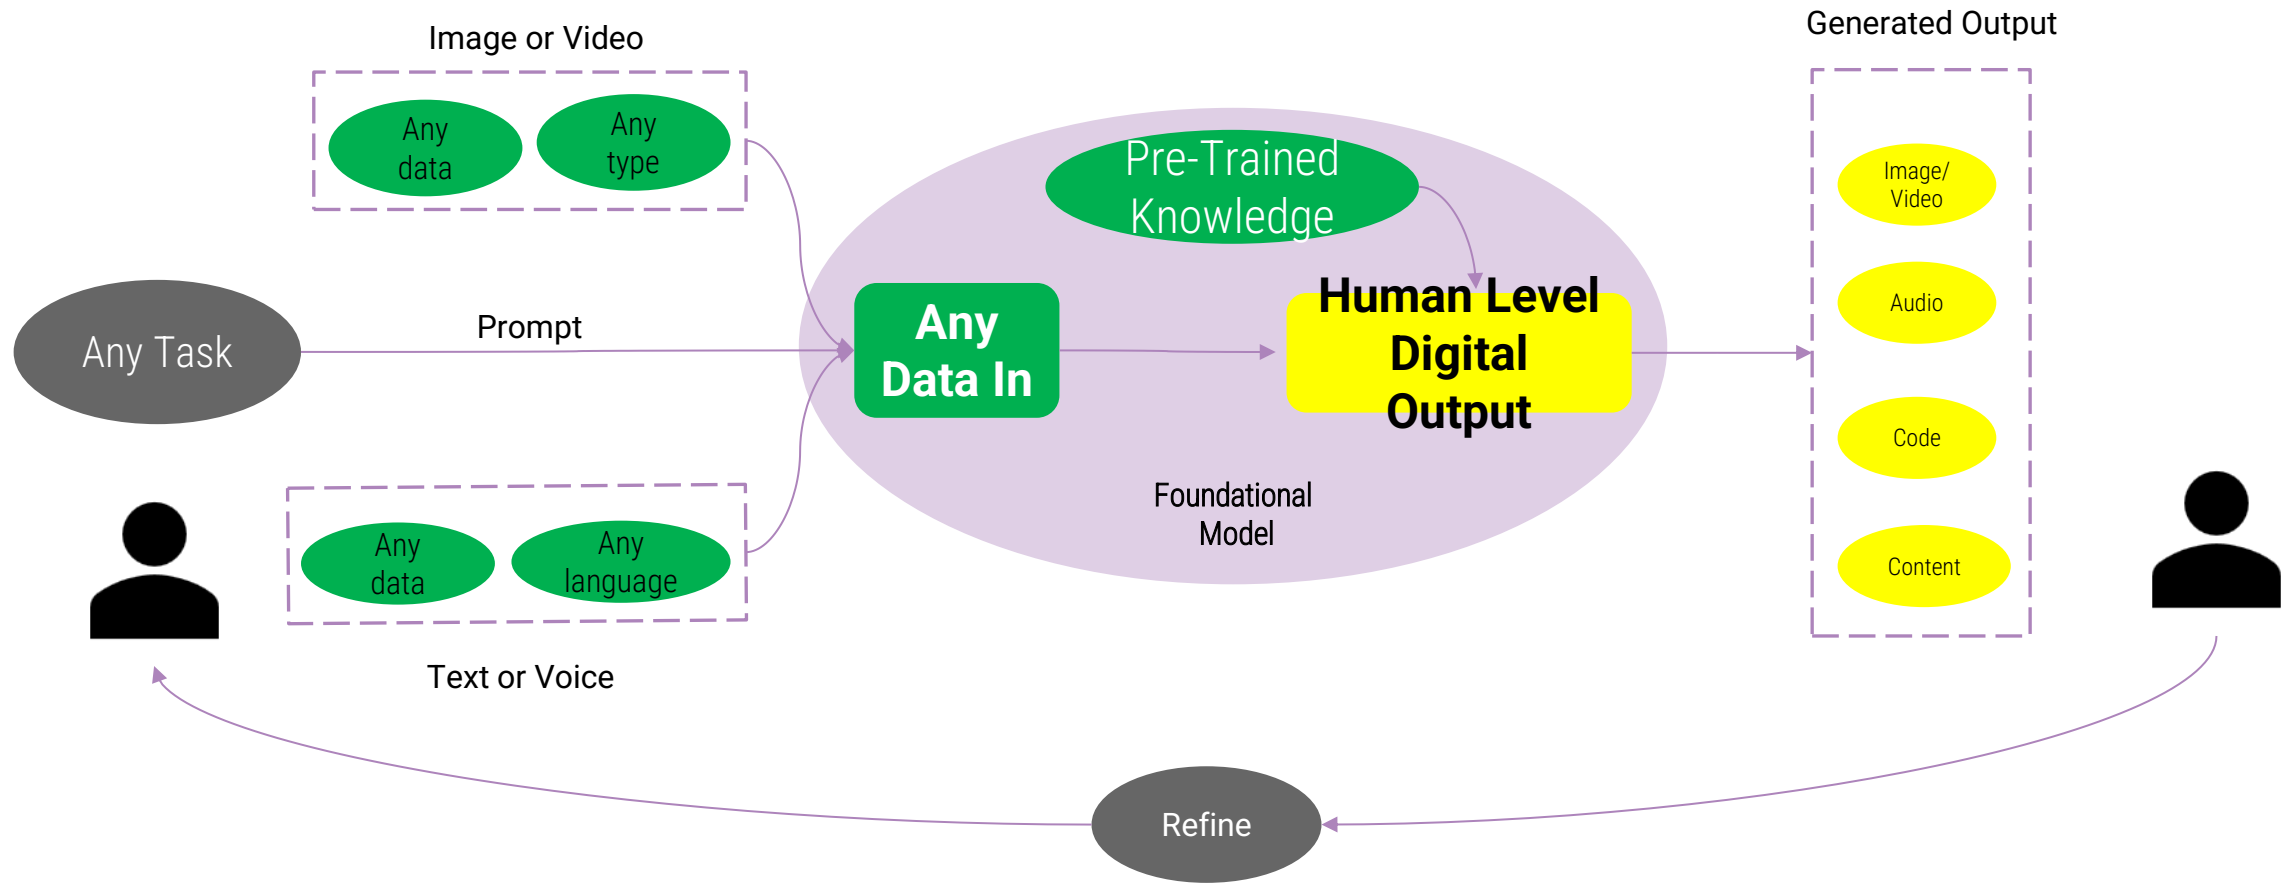 Image or Video
Any
data
Any
type
Any Task
Prompt
Any
data
Any
language
Text or Voice
Pre-Trained
Knowledge
Any
Data In
Human Level
Digital
Output
Foundational
Model
Generated Output
Image/
Video
Audio
Code
Content
Refine